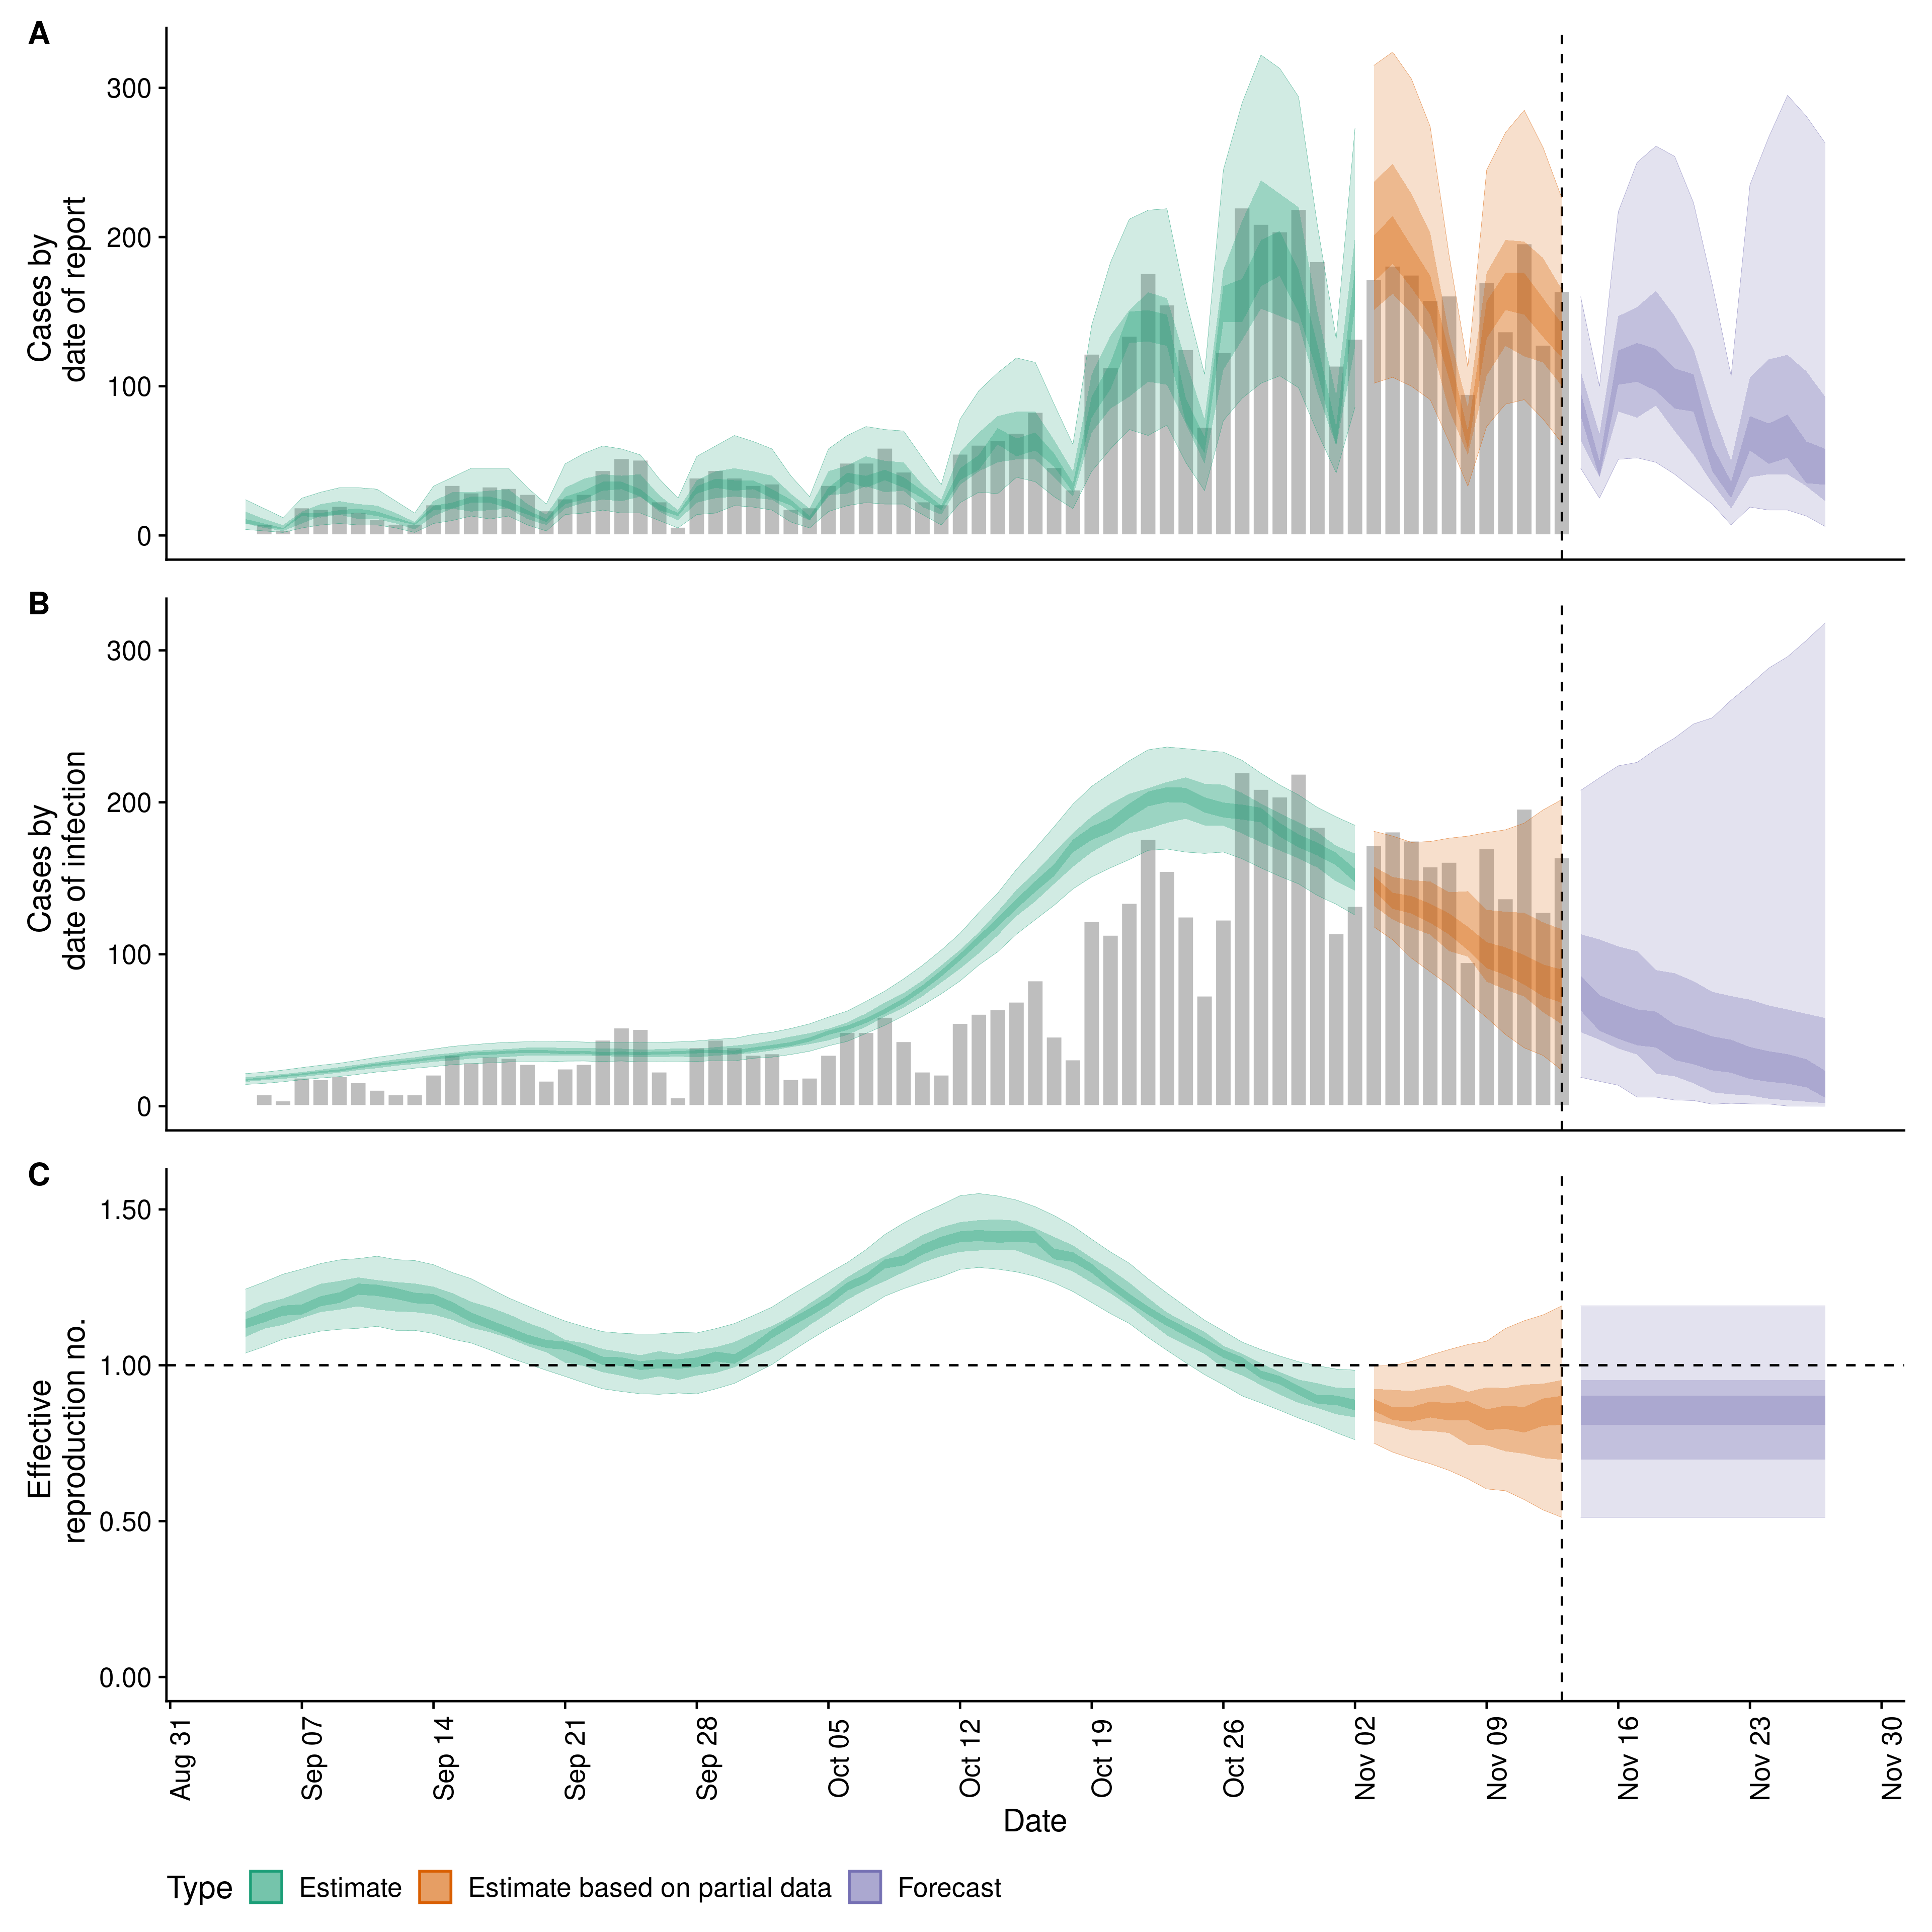 A
Cases by
date of report
300
200
100
0
B
Cases by
date of infection
300
200
100
0
C
Effective
reproduction no.
1.50
1.00
0.50
0.00
Aug 31
Sep 07
Sep 14
Sep 21
Sep 28
Oct 05
Oct 12
Oct 19
Oct 26
Nov 02
Nov 09
Nov 16
Nov 23
Nov 30
Date
Type Estimate Estimate based on partial data Forecast